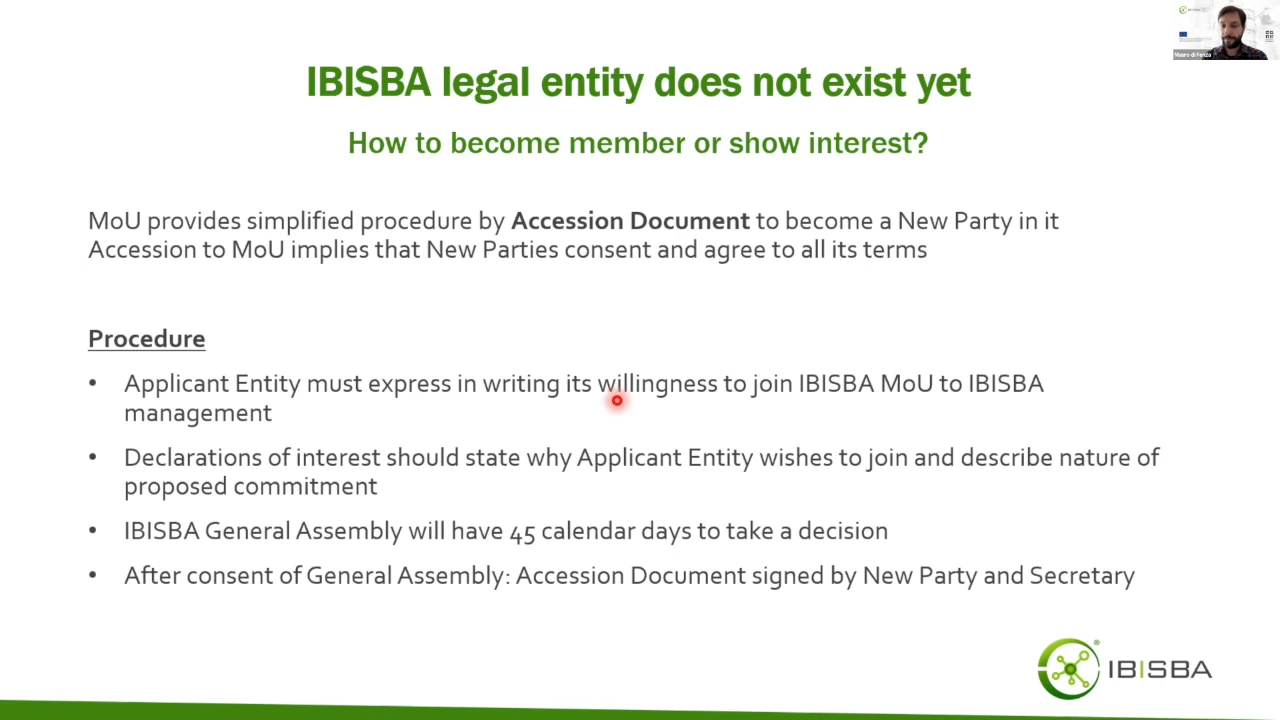 IBISBA legal entity does not exist yet
How to become member or show interest?
MoU provides simplified procedure by Accession Document to become a New Party in it
Accession to MoU implies that New Parties consent and agree to all its terms
Procedure
• Applicant Entity must express in writing its willingness to join IBISBA MoU to IBISBA
management
• Declarations of interest should state why Applicant Entity wishes to join and describe nature of
proposed commitment
• IBISBA General Assembly will have 45 calendar days to take a decision
• After consent of General Assembly: Accession Document signed by New Party and Secretary
IBISBA